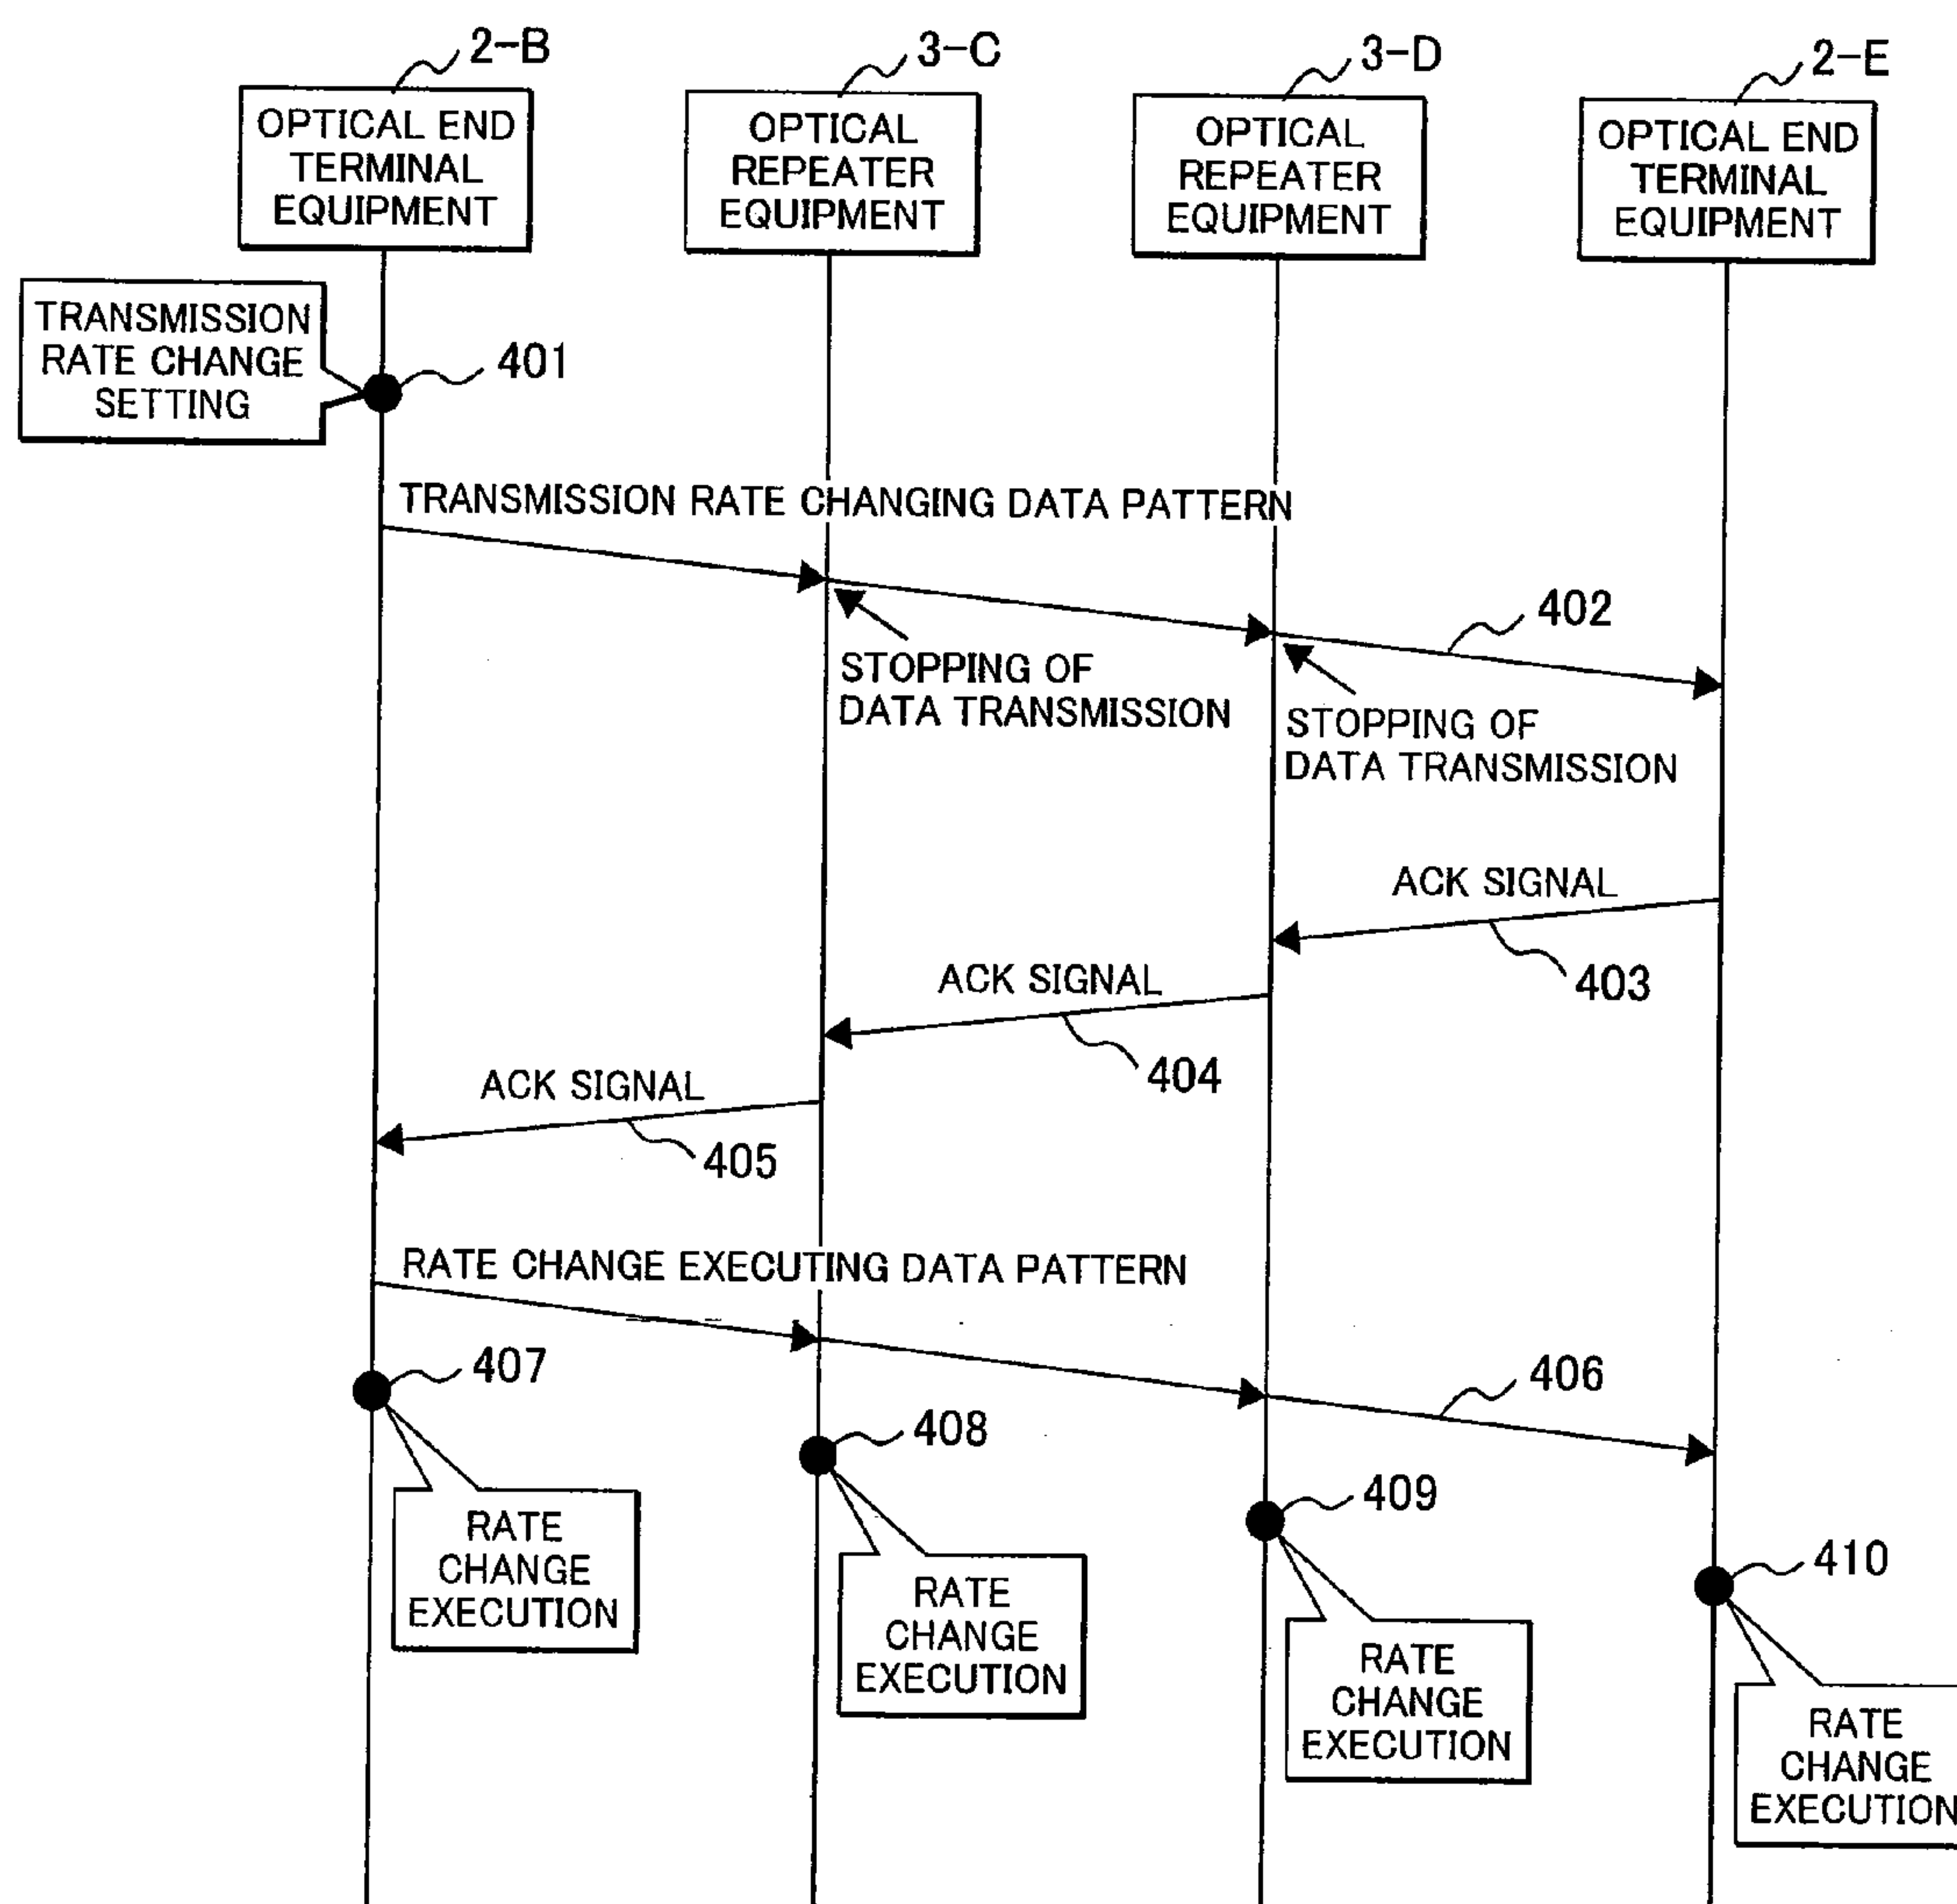 2-B
3-C
3-D
2-E
OPTICAL END
TERMINAL
EQUIPMENT
OPTICAL
REPEATER
EQUIPMENT
OPTICAL
REPEATER
EQUIPMENT
OPTICAL END
TERMINAL
EQUIPMENT
TRANSMISSION
RATE CHANGE
SETTING
401
TRANSMISSION RATE CHANGING DATA PATTERN
402
STOPPING OF
DATA TRANSMISSION
STOPPING OF
DATA TRANSMISSION
ACK SIGNAL
403
ACK SIGNAL
404
ACK SIGNAL
405
RATE CHANGE EXECUTING DATA PATTERN
406
407
408
409
410
RATE
CHANGE
EXECUTION
RATE
CHANGE
EXECUTION
RATE
CHANGE
EXECUTION
RATE
CHANGE
EXECUTION